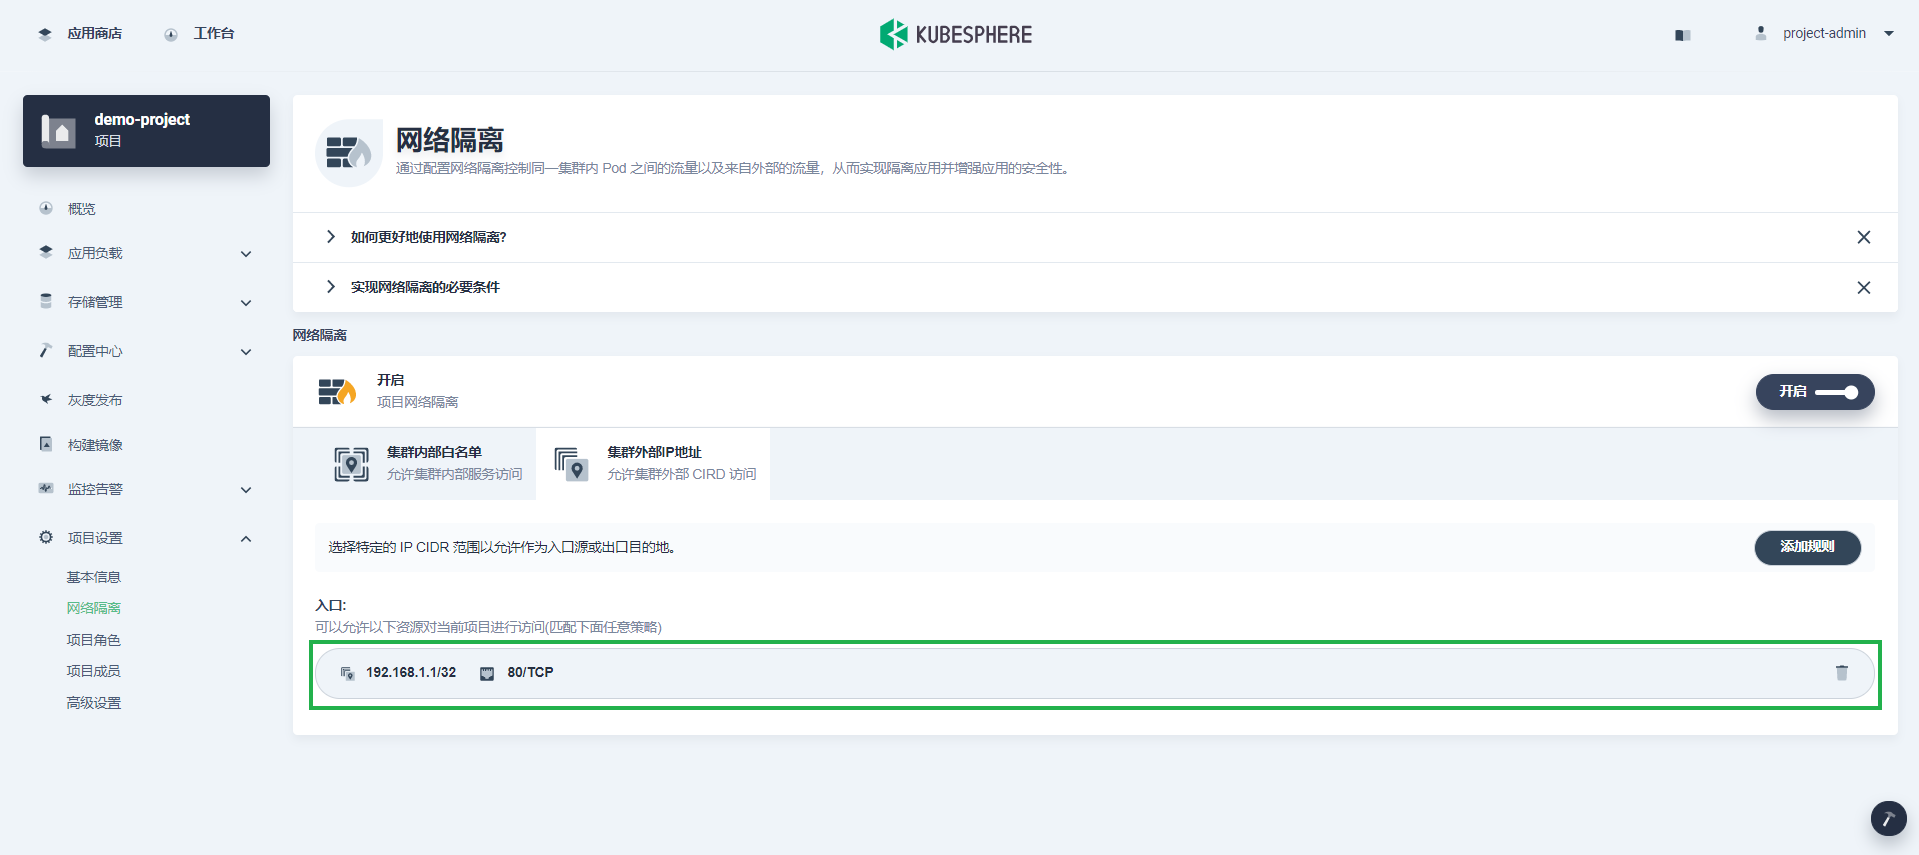 应用商店
工作台
KUBESPHERE
project-admin
demo-project
项目
概览
应用负载
存储管理
配置中心
灰度发布
构建镜像
监控告警
项目设置
基本信息
网络隔离
项目角色
项目成员
高级设置
网络隔离
通过配置网络隔离控制同一集群内 Pod 之间的流量以及来自外部的流量，从而实现隔离应用并增强应用的安全性。
如何更好地使用网络隔离?
实现网络隔离的必要条件
网络隔离
开启
项目网络隔离
开启
集群内部白名单
允许集群内部服务访问
集群外部IP地址
允许集群外部 CIRD 访问
选择特定的 IP CIDR 范围以允许作为入口源或出口目的地。
添加规则
入口:
可以允许以下资源对当前项目进行访问(匹配下面任意策略)
192.168.1.1/32 80/TCP